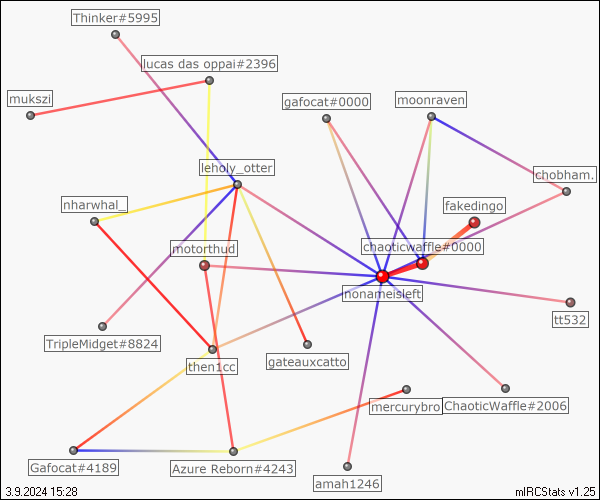 Thinker#5995
lucas das oppai#2396
mukszi
gafocat#0000
moonraven
leholy_otter
chobham.
nharwhal_
fakedingo
motorthud
chaoticwaffle#0000
nonameisleft
tt532
TripleMidget#8824
then1cc
gateauxcatto
mercurybro
ChaoticWaffle#2006
Gafocat#4189
Azure Reborn#4243
amah1246
3.9.2024 15:28
mIRCStats v1.25